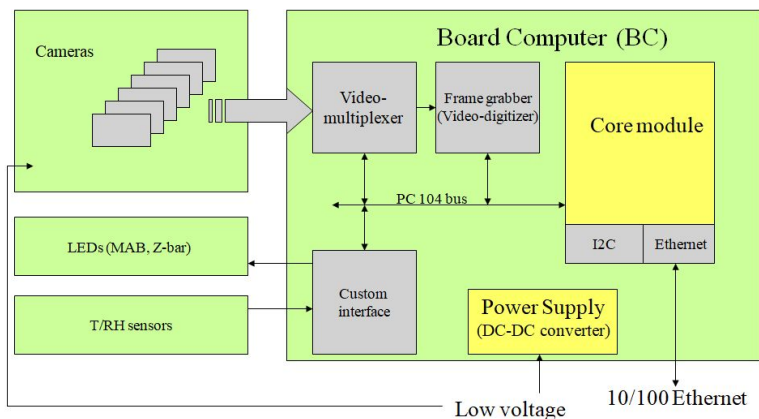 Cameras
Board Computer (BC)
Video-
multiplexer
Frame grabber
(Video-digitizer)
Core module
PC 104 bus
I2C
Ethernet
LEDs (MAB, Z-bar)
Custom
interface
T/RH sensors
Power Supply
(DC-DC converter)
Low voltage
10/100 Ethernet